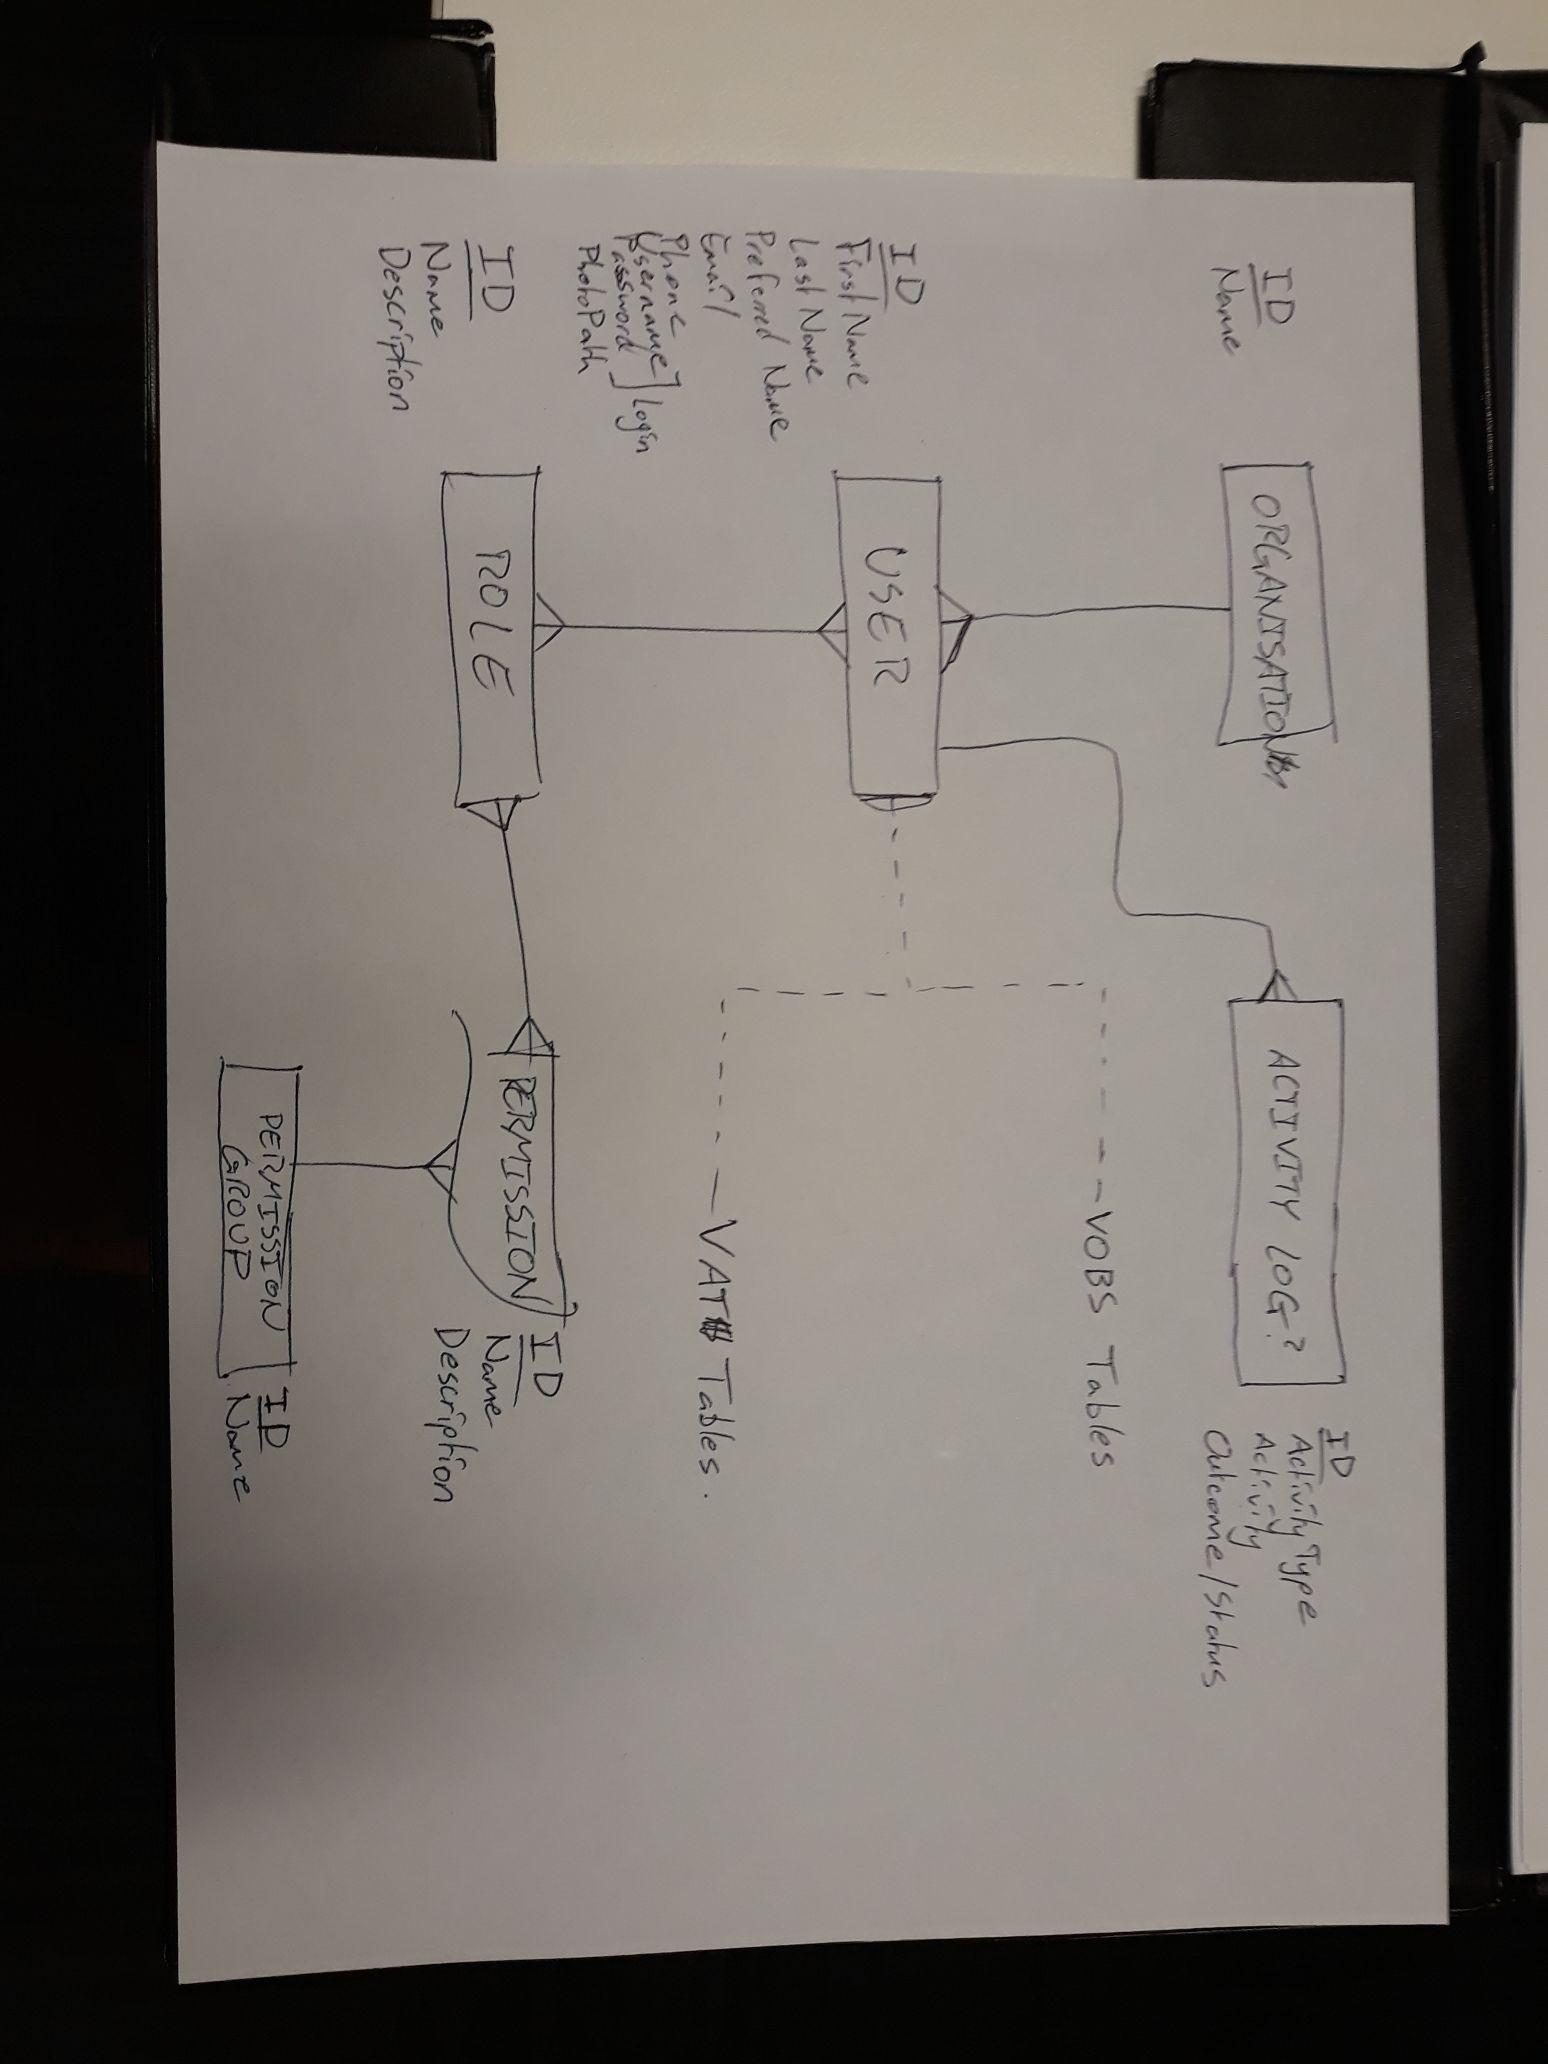 ORGANISATION
ID
Name
ACTIVITY LOG?
ID
Activity Type
Activity
Outcome/Status
VOBS Tables
USER
ID
First Name
Last Name
Preferred Name
Email
Phone
Username
Password
Login
PhotoPath
VAT Tables.
ROLE
ID
Name
Description
PERMISSION
ID
Name
Description
PERMISSION
GROUP
ID
Name